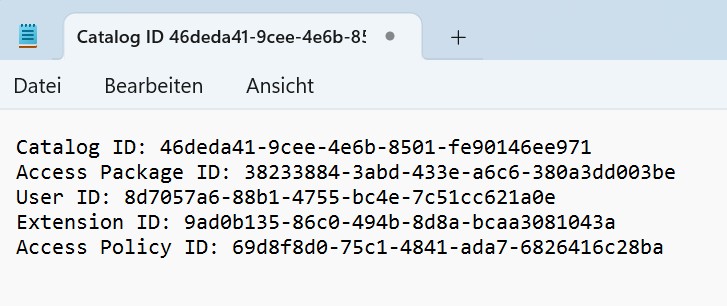 Catalog ID 46deda41-9cee-4e6b-85
Datei Bearbeiten Ansicht
Catalog ID: 46deda41-9cee-4e6b-8501-fe90146ee971
Access Package ID: 38233884-3abd-433e-a6c6-380a3dd003be
User ID: 8d7057a6-88b1-4755-bc4e-7c51cc621a0e
Extension ID: 9ad0b135-86c0-494b-8d8a-bcaa3081043a
Access Policy ID: 69d8f8d0-75c1-4841-ada7-6826416c28ba